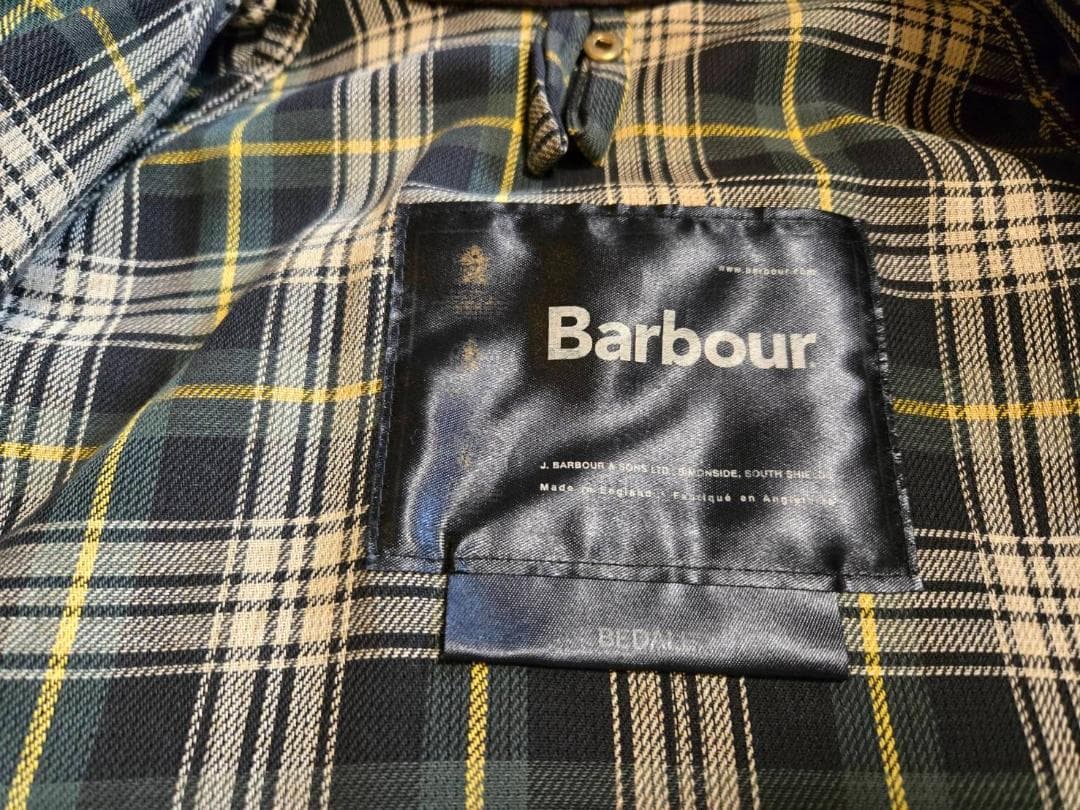 www.barbour.com
Barbour
J. BARBOUR & SONS LTD, SIMONSIDE, SOUTH SHIELDS
Made in England • Fabriqué en Angleterre
BEDALE